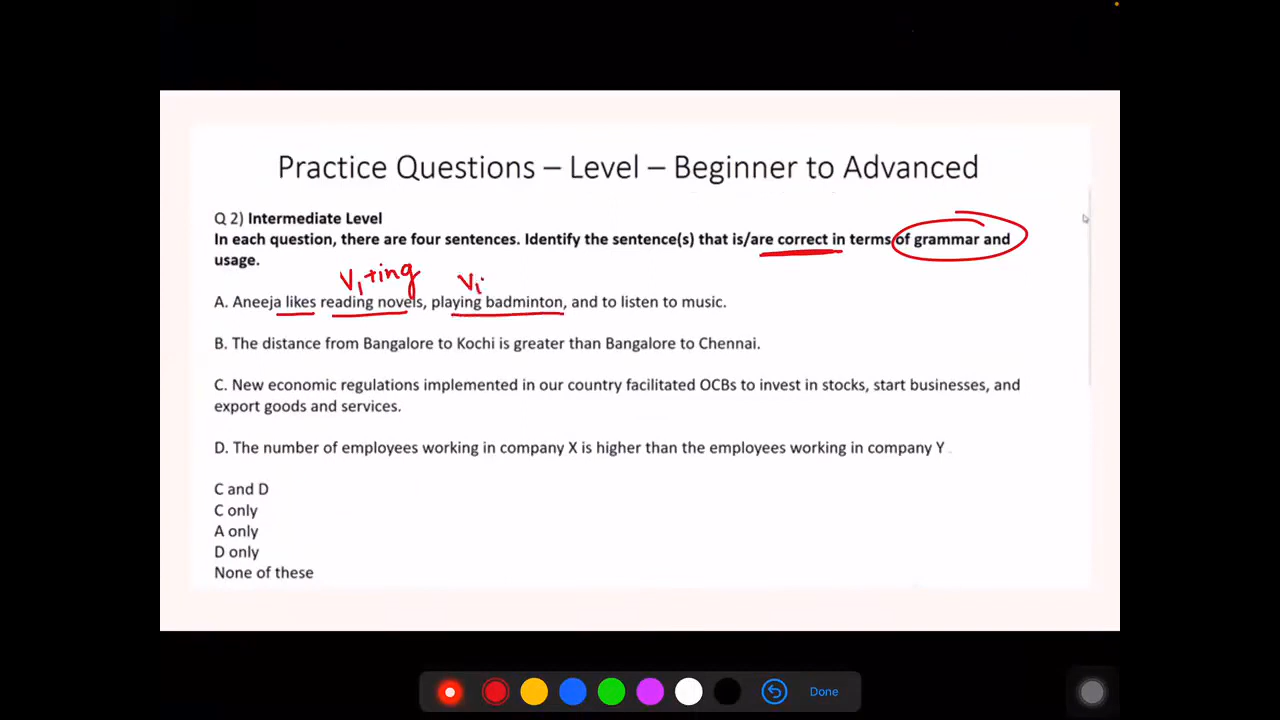 Practice Questions – Level – Beginner to Advanced
Q 2) Intermediate Level
In each question, there are four sentences. Identify the sentence(s) that is/are correct in terms of grammar and
usage.
V1+ing V1
A. Aneeja likes reading novels, playing badminton, and to listen to music.
B. The distance from Bangalore to Kochi is greater than Bangalore to Chennai.
C. New economic regulations implemented in our country facilitated OCBs to invest in stocks, start businesses, and
export goods and services.
D. The number of employees working in company X is higher than the employees working in company Y
C and D
C only
A only
D only
None of these
Done